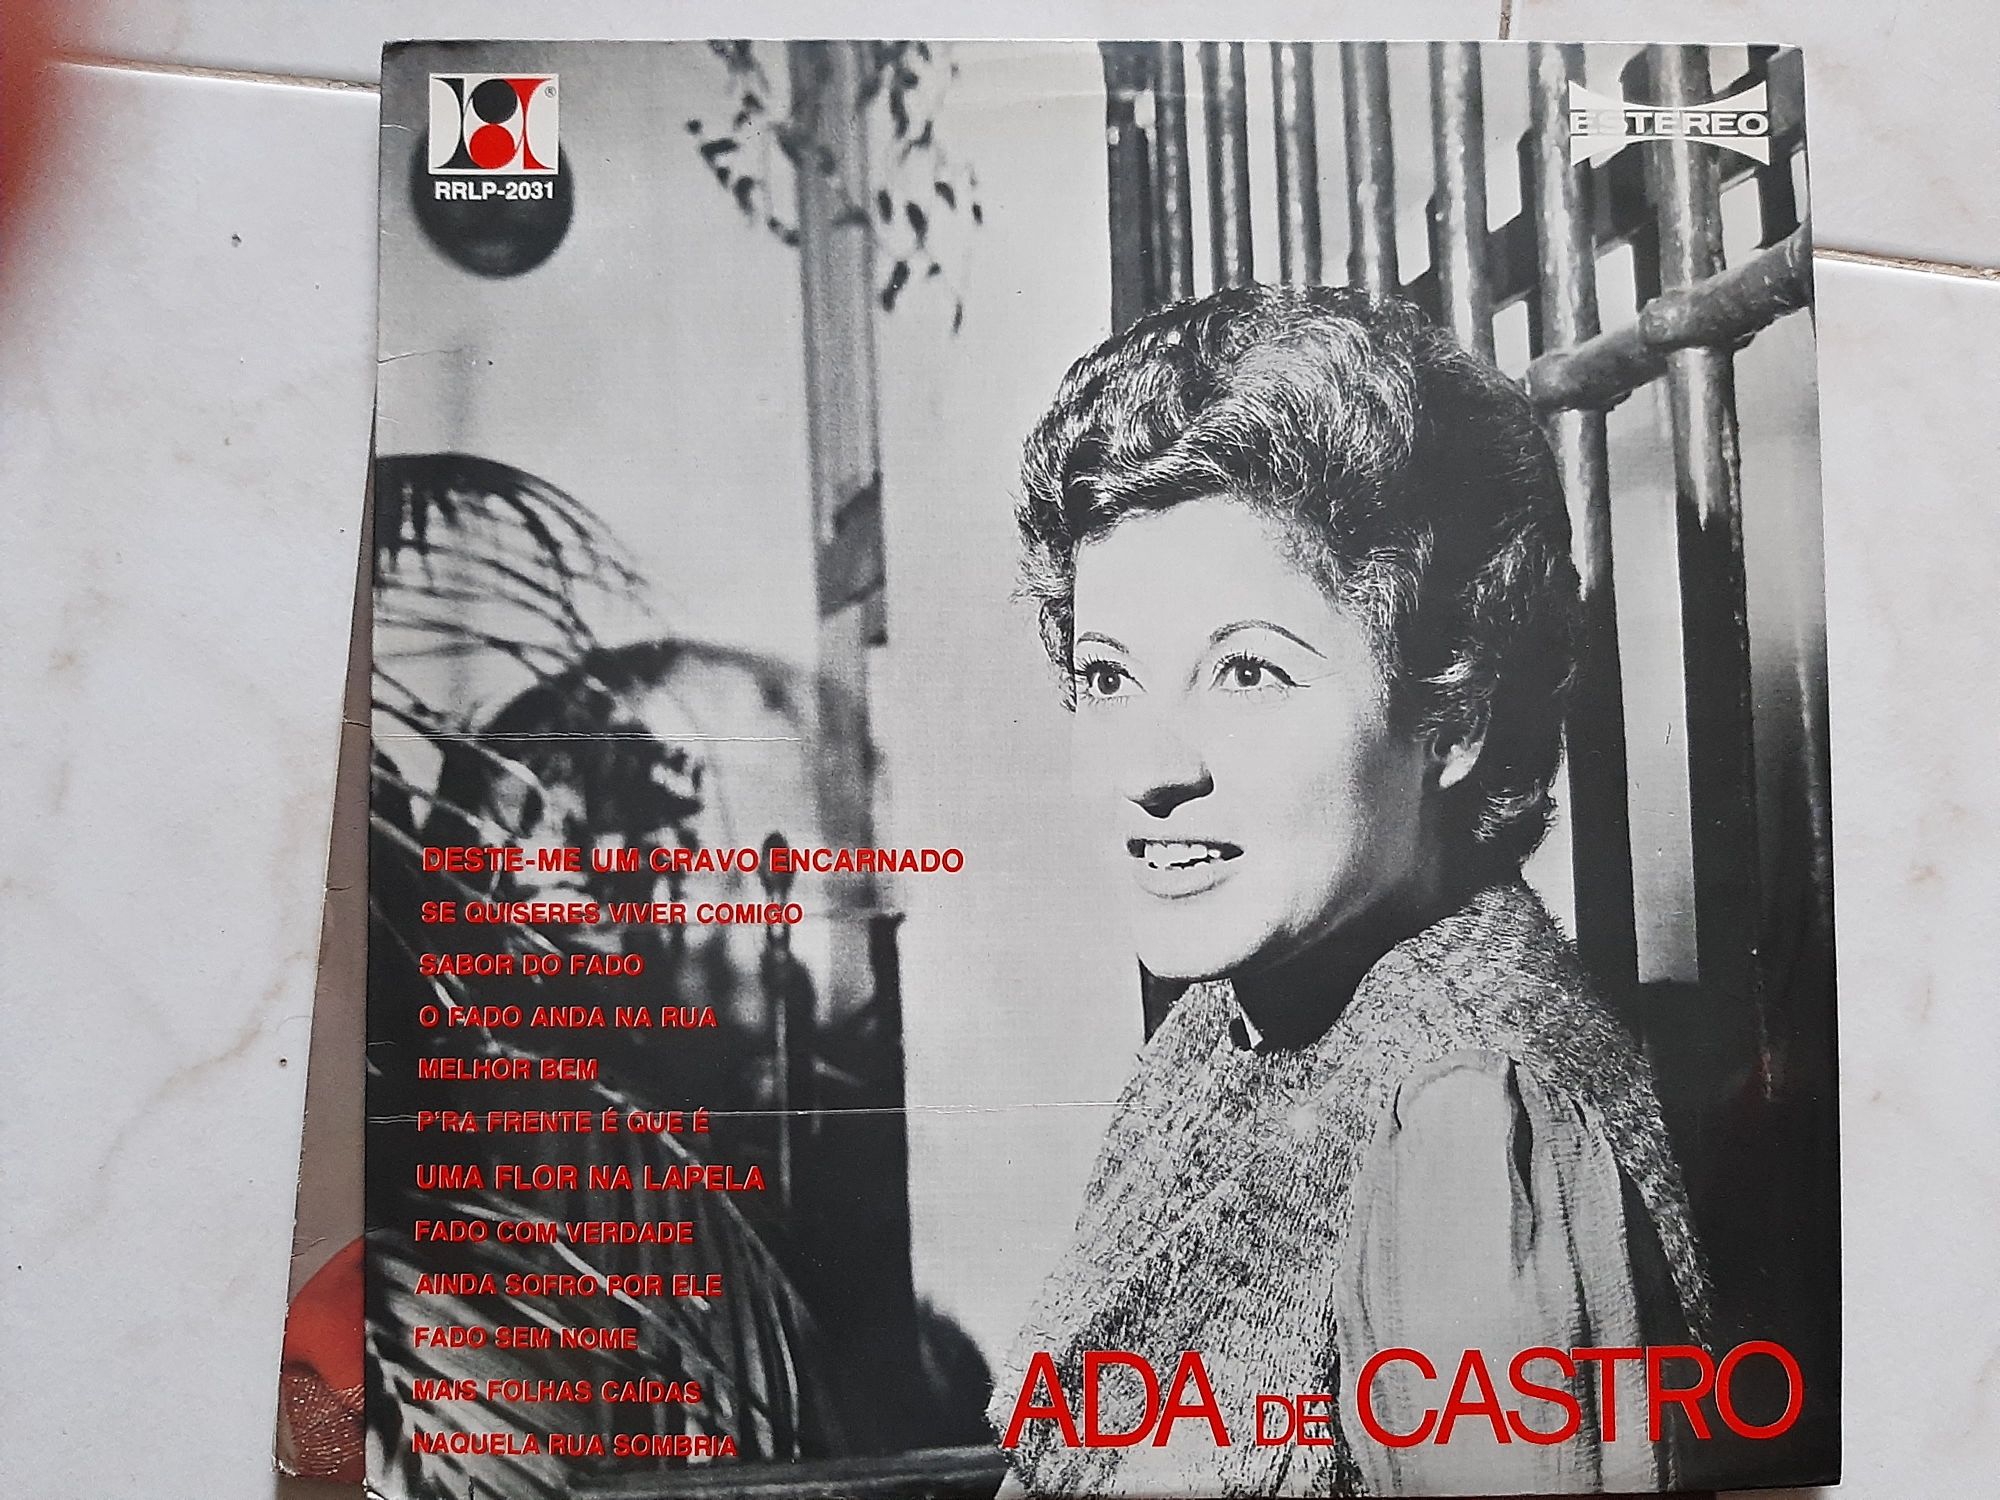 ®
RRLP-2031
ESTEREO
DESTE-ME UM CRAVO ENCARNADO
SE QUISERES VIVER COMIGO
SABOR DO FADO
O FADO ANDA NA RUA
MELHOR BEM
P'RA FRENTE É QUE É
UMA FLOR NA LAPELA
FADO COM VERDADE
AINDA SOFRO POR ELE
FADO SEM NOME
MAIS FOLHAS CAÍDAS
NAQUELA RUA SOMBRIA
ADA DE CASTRO